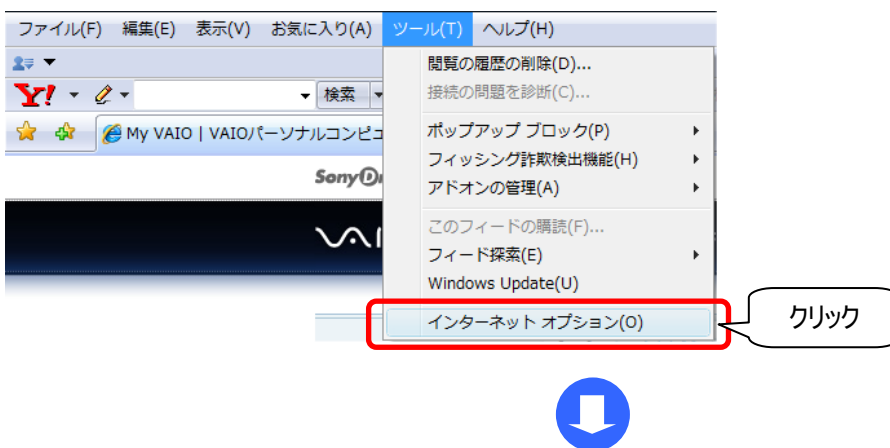 ファイル(F) 編集(E) 表示(V) お気に入り(A) ツール(T) ヘルプ(H)
閲覧の履歴の削除(D)...
接続の問題を診断(C)...
Y!
検索
My VAIO | VAIOパーソナルコンピュ
ポップアップ ブロック(P)
フィッシング詐欺検出機能(H)
アドオンの管理(A)
Sony
このフィードの購読(F)...
フィード探索(E)
Windows Update(U)
インターネット オプション(O)
クリック